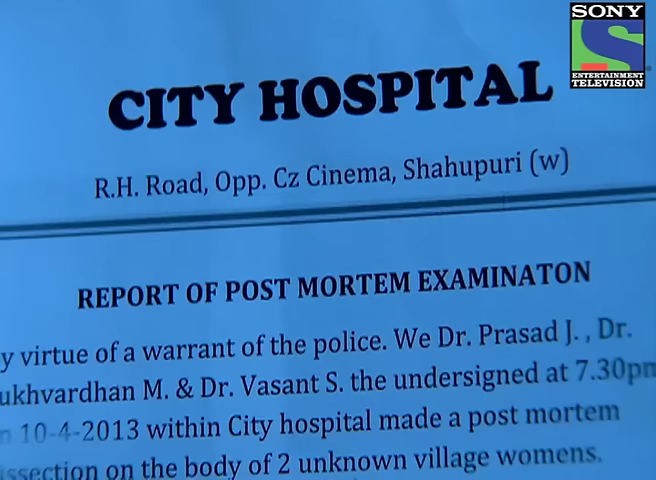 SONY
ENTERTAINMENT
TELEVISION
CITY HOSPITAL
R.H. Road, Opp. Cz Cinema, Shahupuri (w)
REPORT OF POST MORTEM EXAMINATON
y virtue of a warrant of the police. We Dr. Prasad J. , Dr.
ukhvardhan M. & Dr. Vasant S. the undersigned at 7.30pm
n 10-4-2013 within City hospital made a post mortem
issection on the body of 2 unknown village womens.